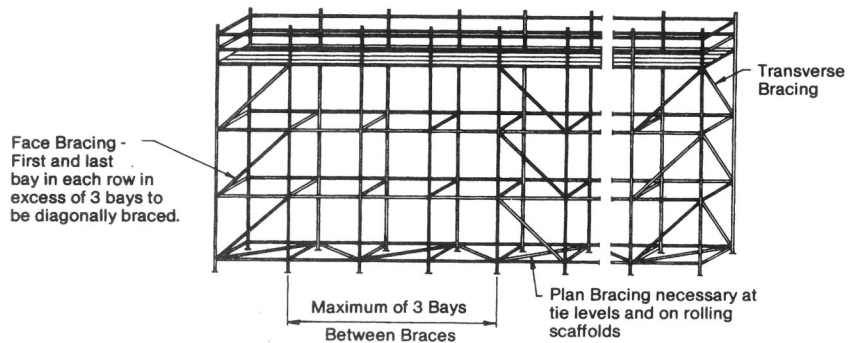 Transverse
Bracing
Face Bracing -
First and last
bay in each row in
excess of 3 bays to
be diagonally braced.
Maximum of 3 Bays
Between Braces
Plan Bracing necessary at
tie levels and on rolling
scaffolds